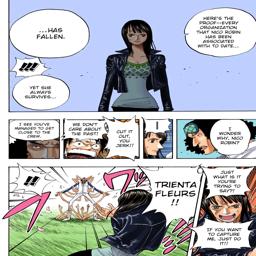 HERE'S THE
PROOF--EVERY
ORGANIZATION
THAT NICO ROBIN
HAS BEEN
ASSOCIATED WITH
TO DATE...
...HAS
FALLEN.
!!!
YET SHE
ALWAYS
SURVIVES...
I
WONDER
WHY, NICO
ROBIN?
CUT IT
OUT,
YOU
JERK!!
WE DON'T
CARE ABOUT
THE PAST!!
I SEE YOU'VE
MANAGED TO GET
CLOSE TO
THE CREW...
JUST
WHAT IS IT
YOU'RE
TRYING TO
SAY?!
IF YOU WANT
TO CAPTURE
ME, JUST
DO IT!!
TRIENTA
FLEURS
!!
!!